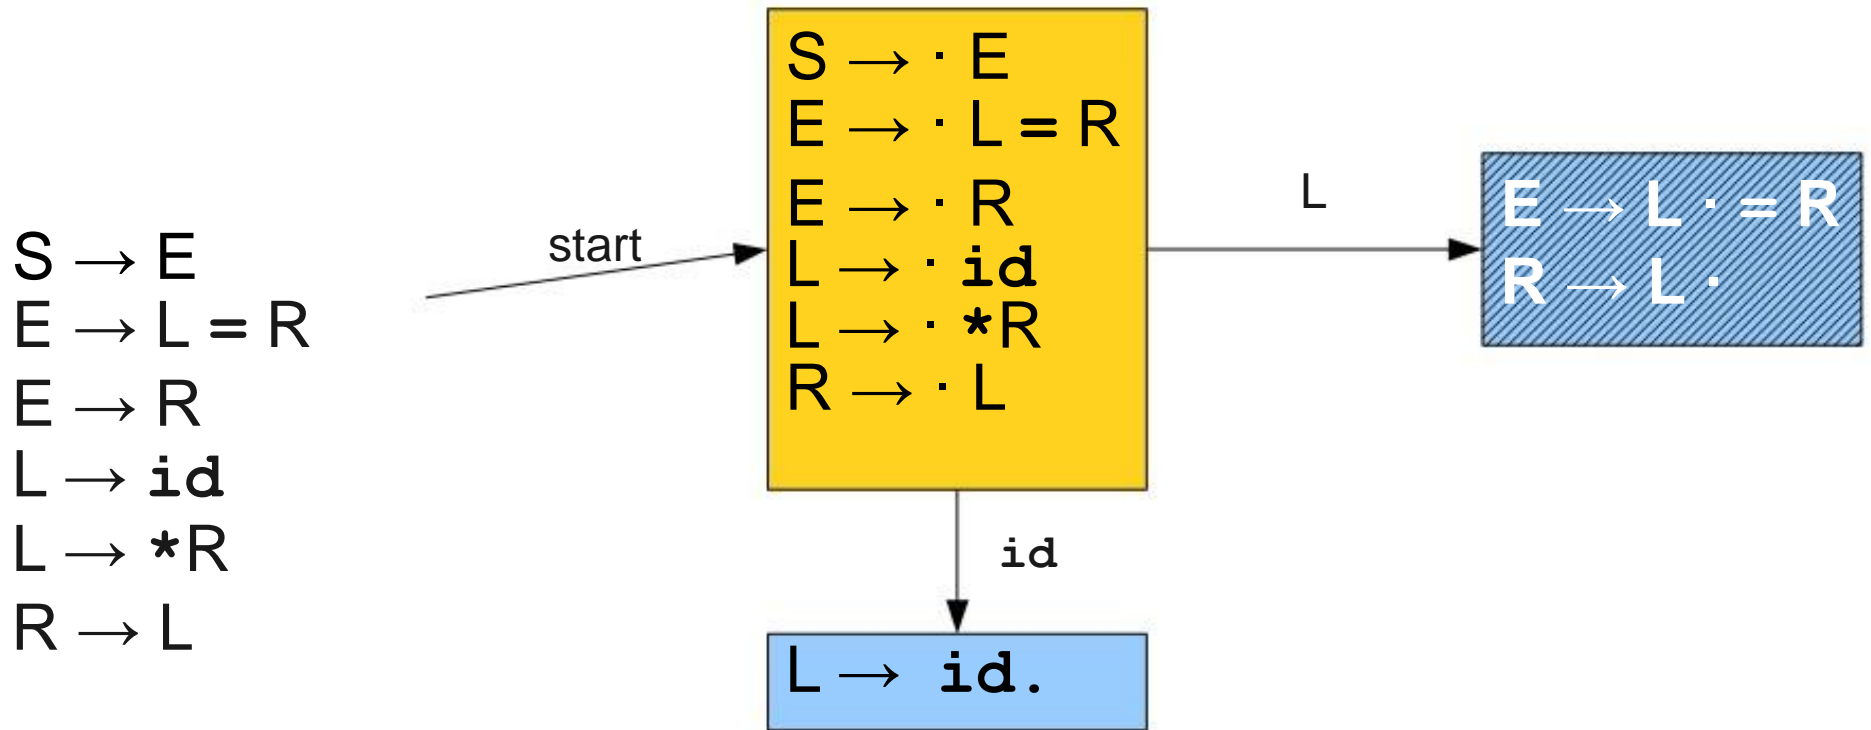 S → E
E → L = R
E → R
L → id
L → *R
R → L
start
S → · E
E → · L = R
E → · R
L → · id
L → · *R
R → · L
L
E → L · = R
R → L ·
id
L → id.